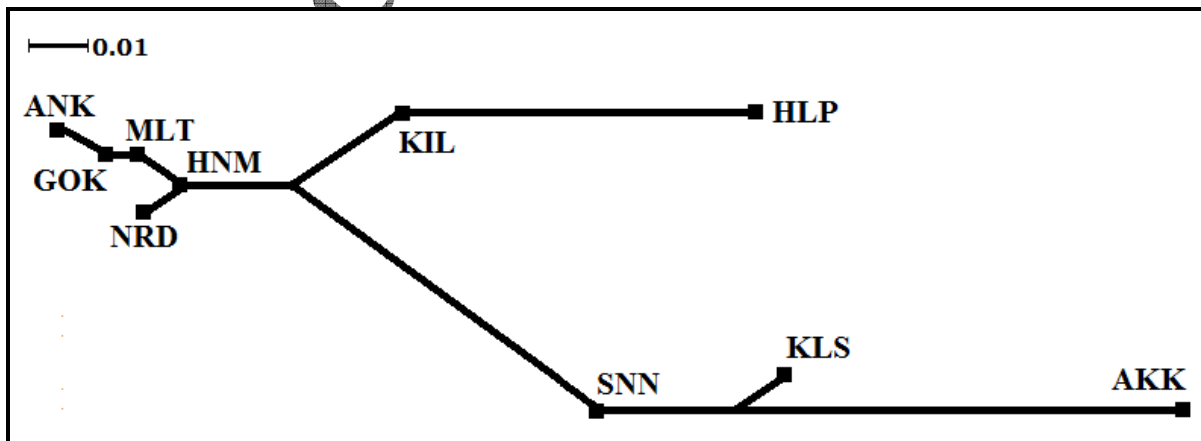 0.01
ANK
MLT
HLP
KIL
HNM
GOK
NRD
KLS
SNN
AKK